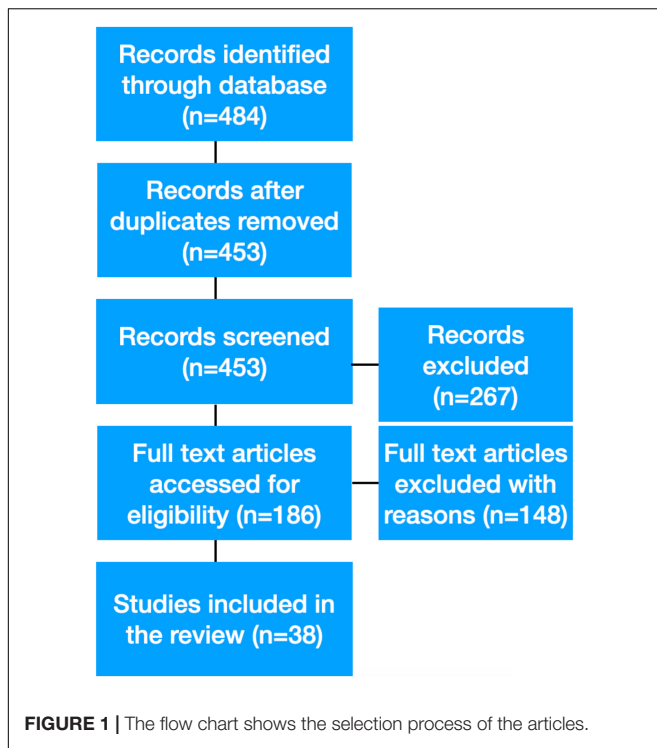 Records identified
through database
(n=484)
Records after
duplicates removed
(n=453)
Records screened
(n=453)
Records
excluded
(n=267)
Full text articles
accessed for
eligibility (n=186)
Full text articles
excluded with
reasons (n=148)
Studies included in
the review (n=38)
FIGURE 1 | The flow chart shows the selection process of the articles.